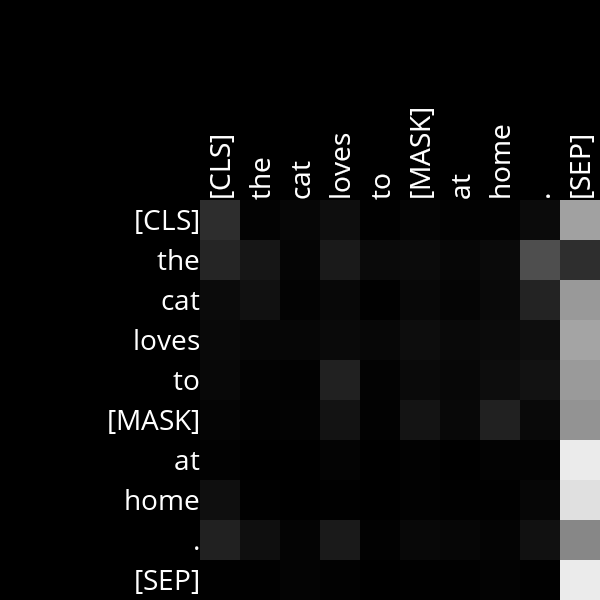 [CLS] the cat loves to [MASK] at home . [SEP]
[CLS]
the
cat
loves
to
[MASK]
at
home
.
[SEP]